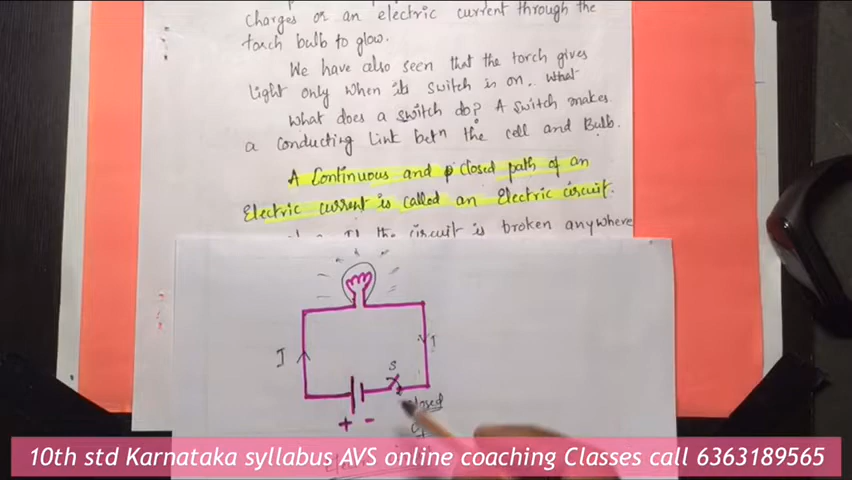 charges or an electric current through the
torch bulb to glow.
We have also seen that the torch gives
light only when its switch is on. What
What does a switch do? A switch makes
a conducting Link betn the cell and Bulb.
A Continuous and closed path of an
Electric current is called an Electric circuit.
the circuit is broken anywhere
I
I
S
closed
+ -
10th std Karnataka syllabus AVS online coaching Classes call 6363189565